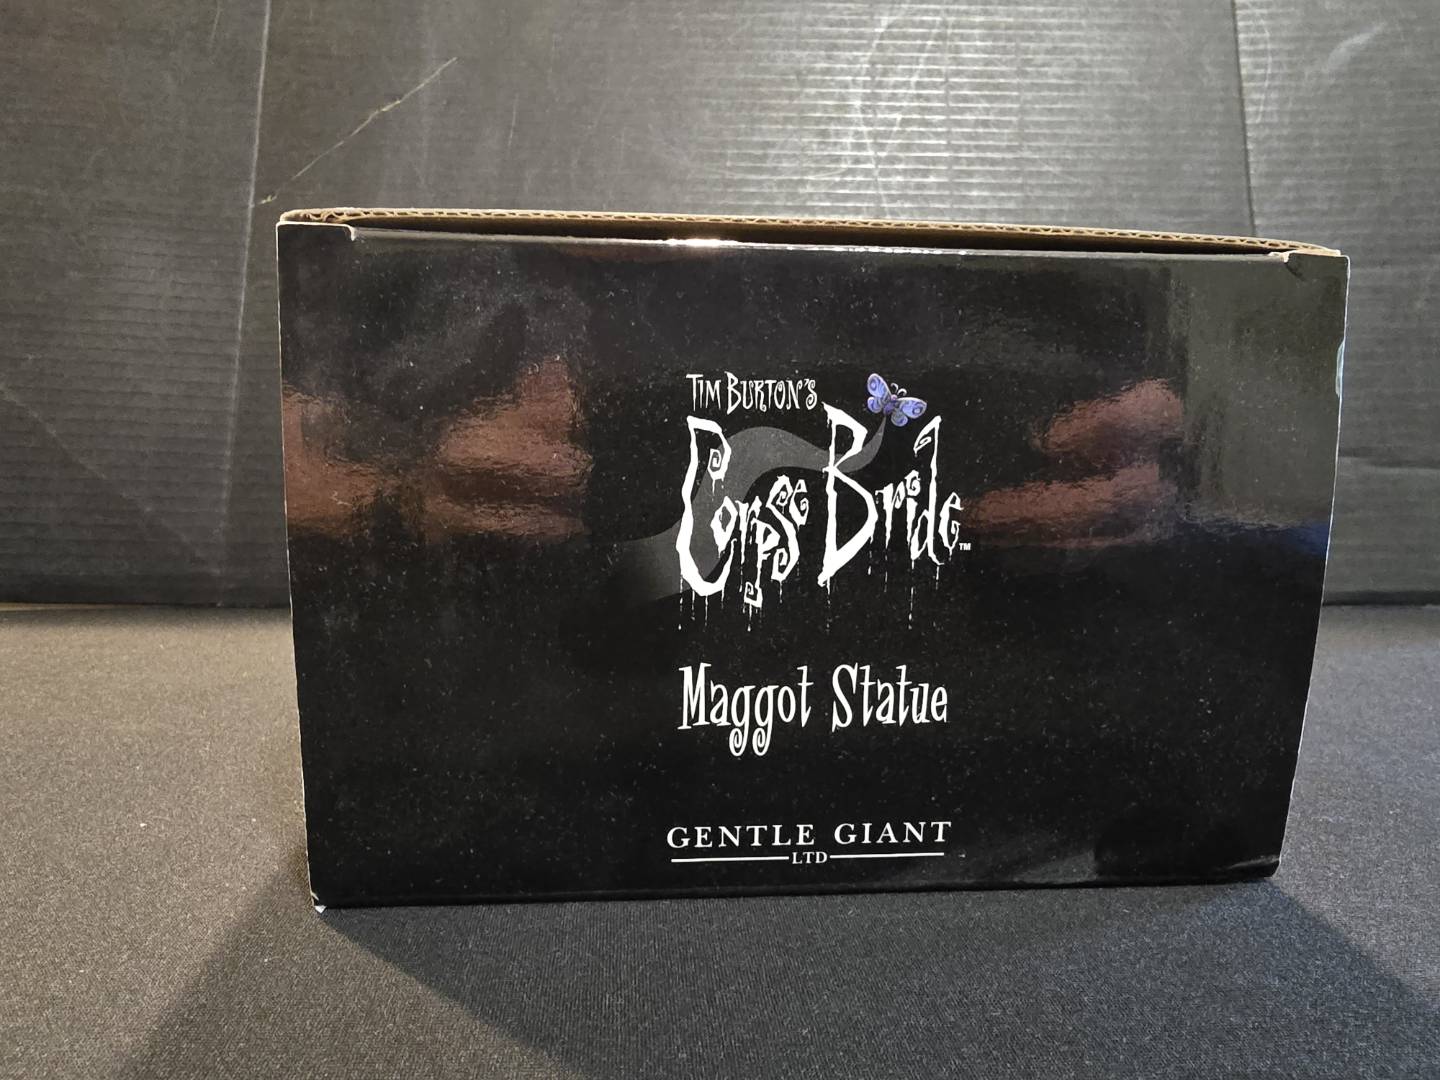 Tim Burton's
Corpse Bride™
Maggot Statue
GENTLE GIANT
LTD